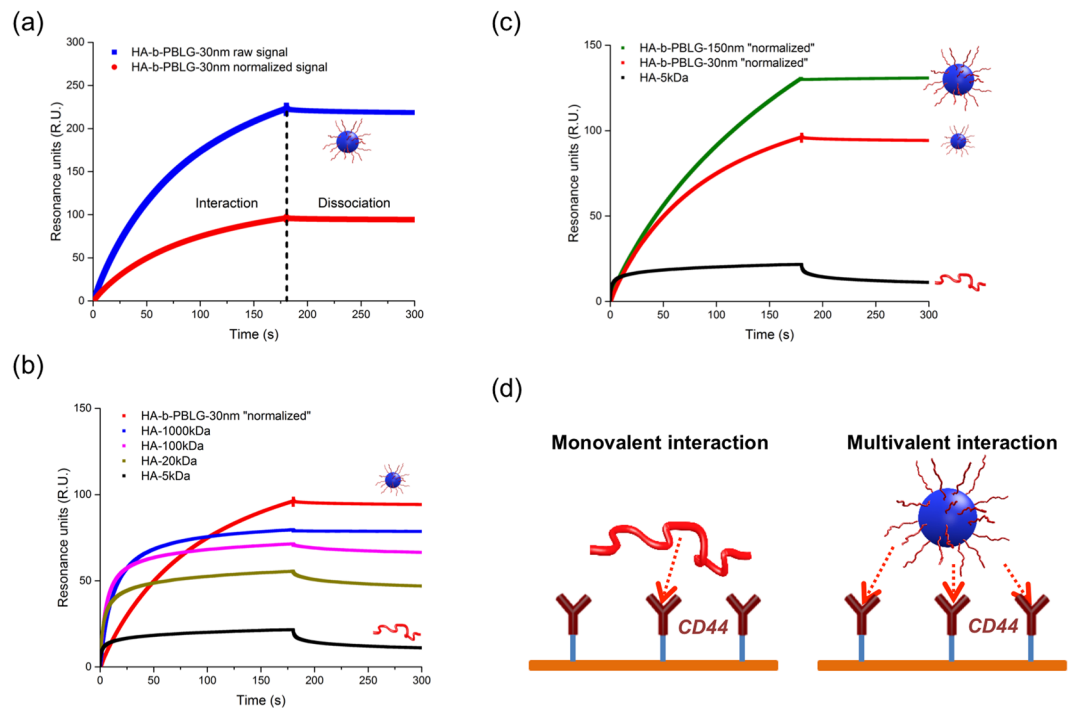 (a)
300
250
200
150
100
50
0
Resonance units (R.U.)
HA-b-PBLG-30nm raw signal
HA-b-PBLG-30nm normalized signal
Interaction
Dissociation
0 50 100 150 200 250 300
Time (s)
(c)
150
100
50
0
Resonance units (R.U.)
HA-b-PBLG-150nm "normalized"
HA-b-PBLG-30nm "normalized"
HA-5kDa
0 50 100 150 200 250 300
Time (s)
(b)
150
100
50
0
Resonance units (R.U.)
HA-b-PBLG-30nm "normalized"
HA-1000kDa
HA-100kDa
HA-20kDa
HA-5kDa
0 50 100 150 200 250 300
Time (s)
(d)
Monovalent interaction
CD44
Multivalent interaction
CD44